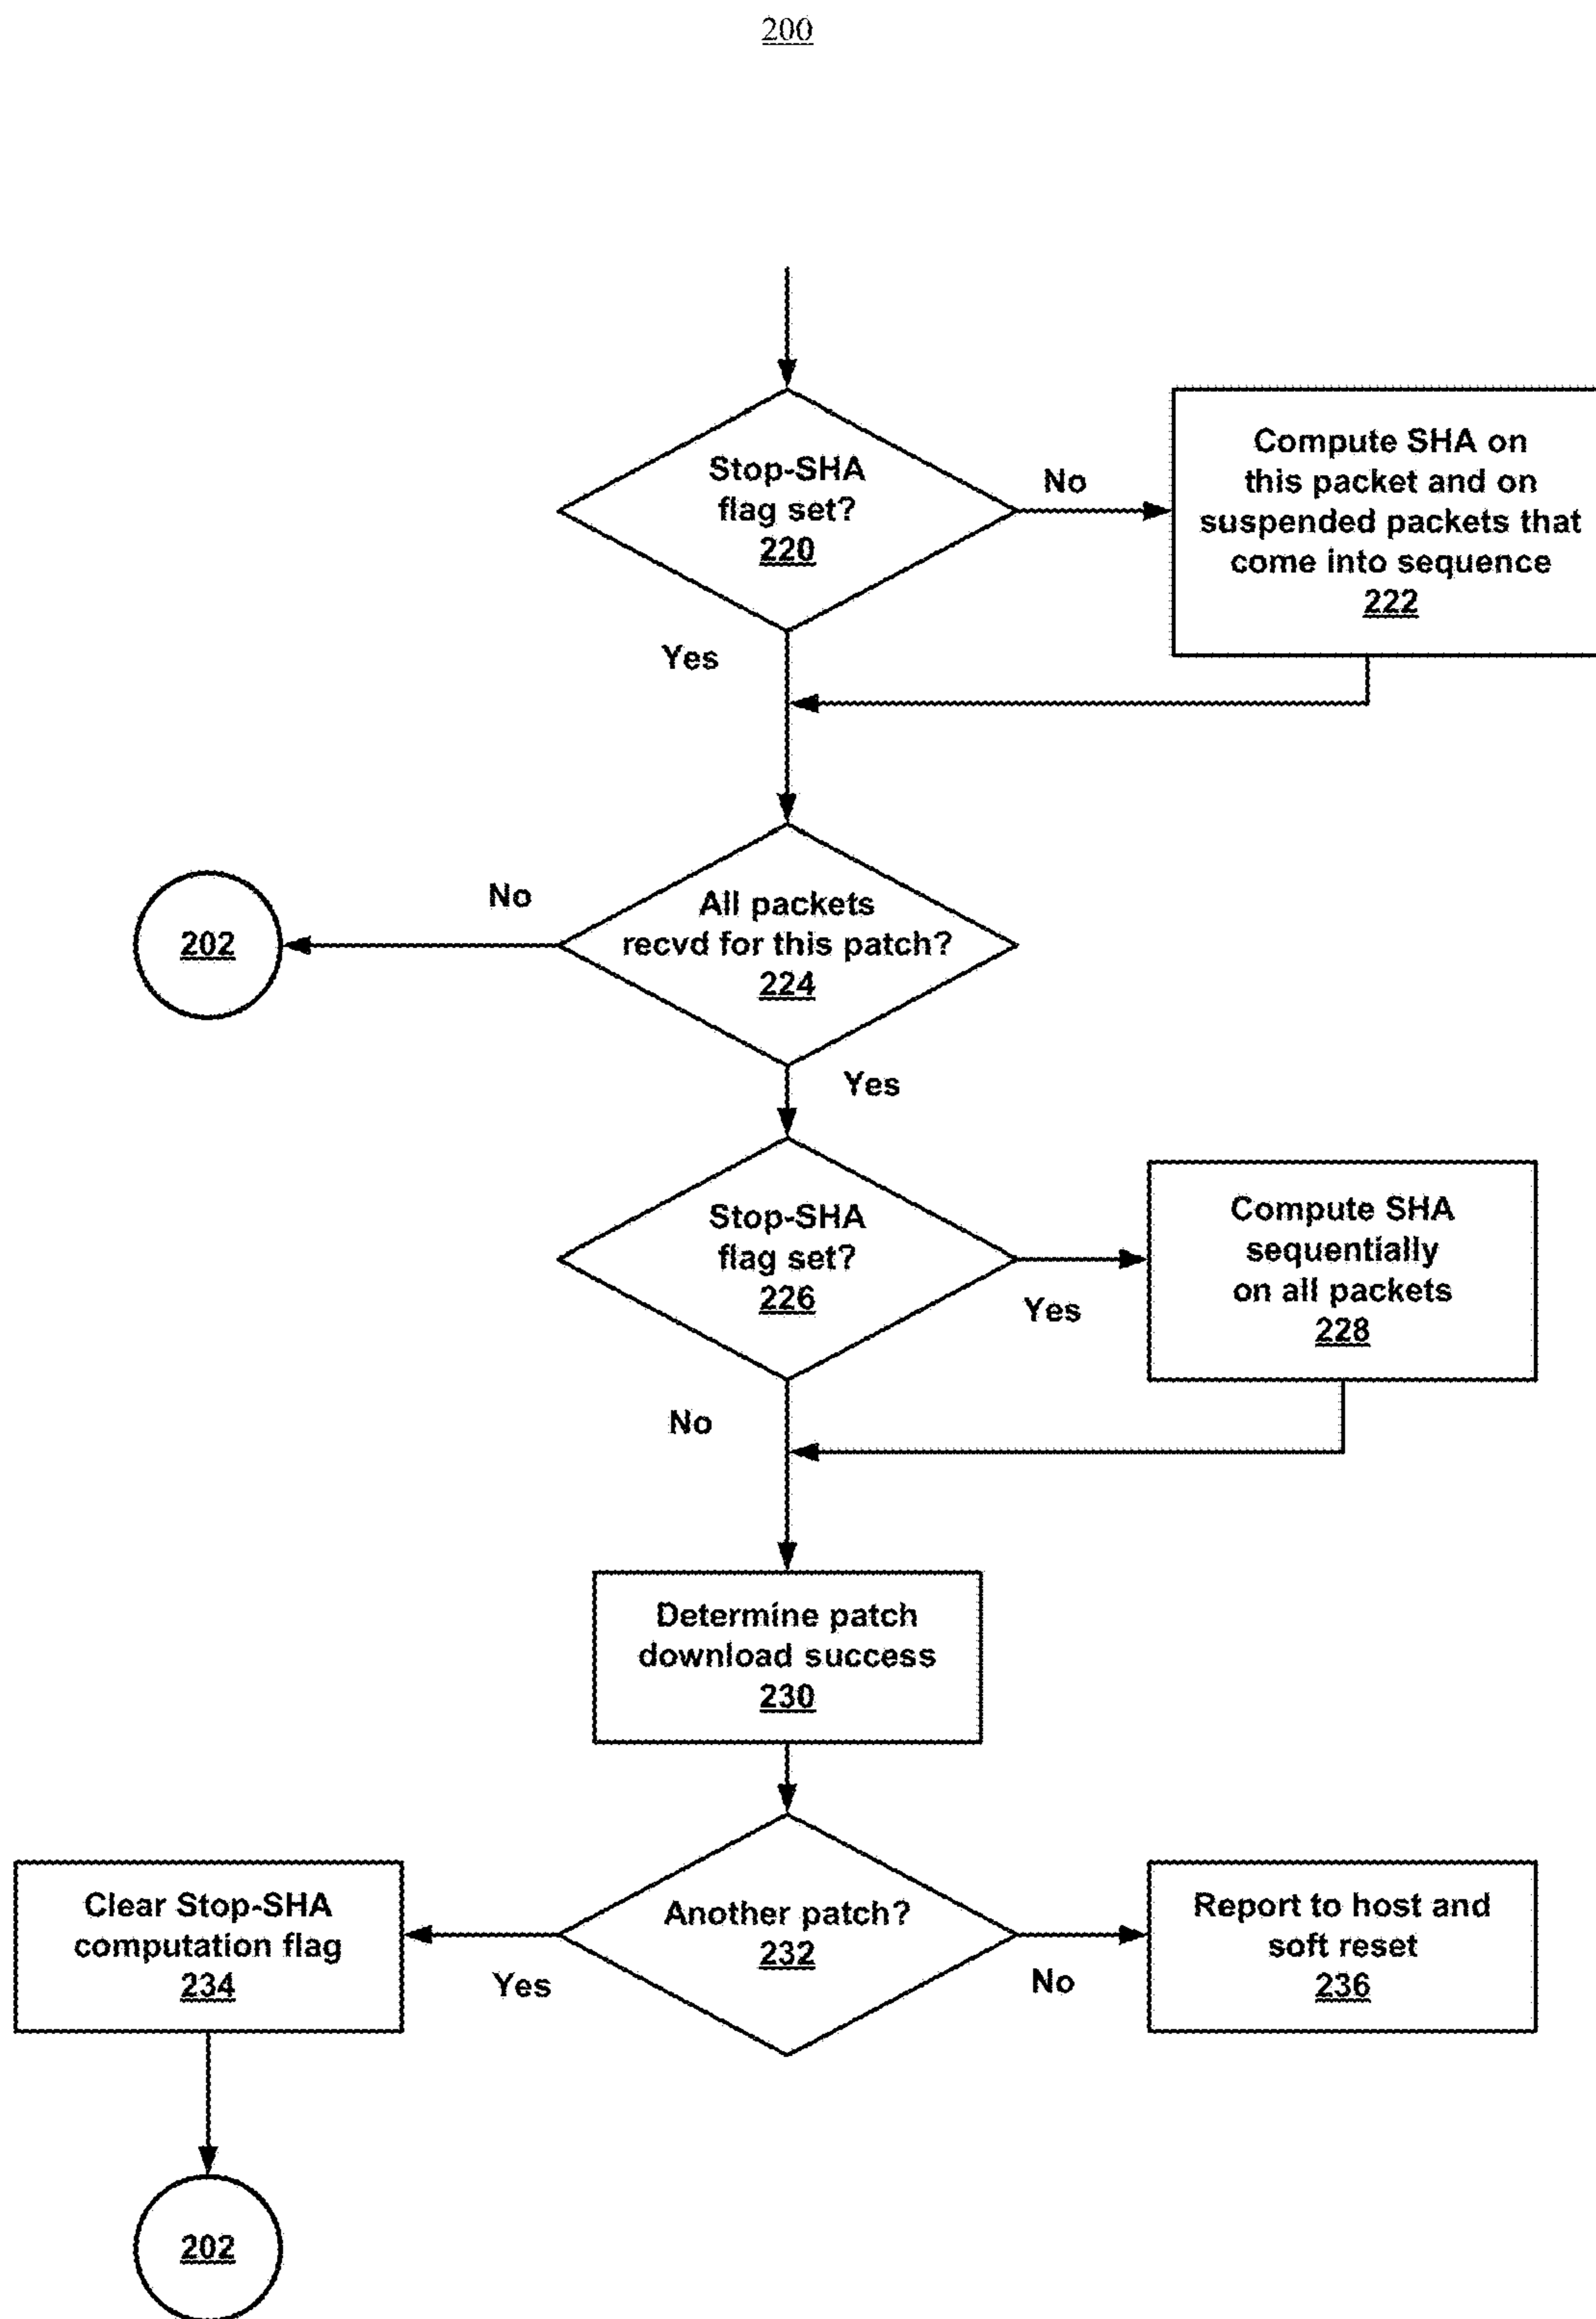 200
Stop-SHA
flag set?
220
No
Yes
Compute SHA on
this packet and on
suspended packets that
come into sequence
222
All packets
recvd for this patch?
224
No
202
Yes
Stop-SHA
flag set?
226
Yes
No
Compute SHA
sequentially
on all packets
228
Determine patch
download success
230
Another patch?
232
Yes
No
Clear Stop-SHA
computation flag
234
Report to host and
soft reset
236
202